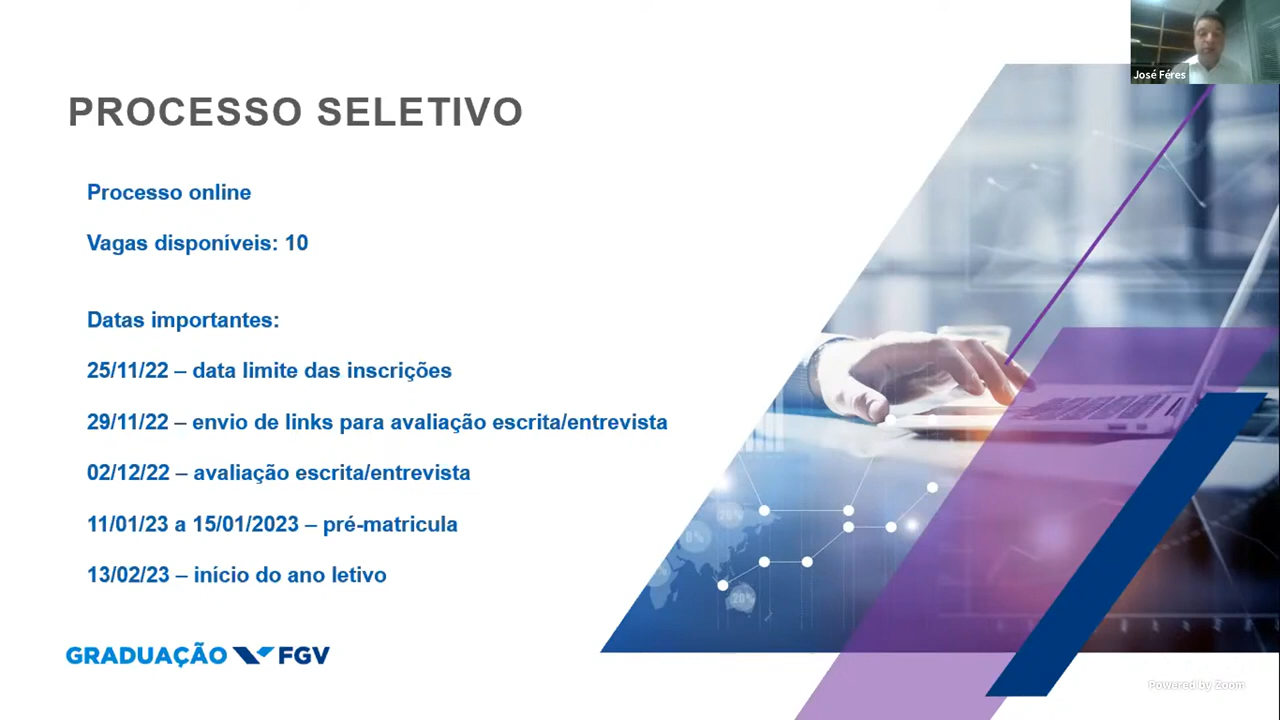 José Féres
PROCESSO SELETIVO
Processo online
Vagas disponíveis: 10
Datas importantes:
25/11/22 – data limite das inscrições
29/11/22 – envio de links para avaliação escrita/entrevista
02/12/22 – avaliação escrita/entrevista
11/01/23 a 15/01/2023 – pré-matricula
13/02/23 – início do ano letivo
20%
GRADUAÇÃO FGV
Powered by Zoom